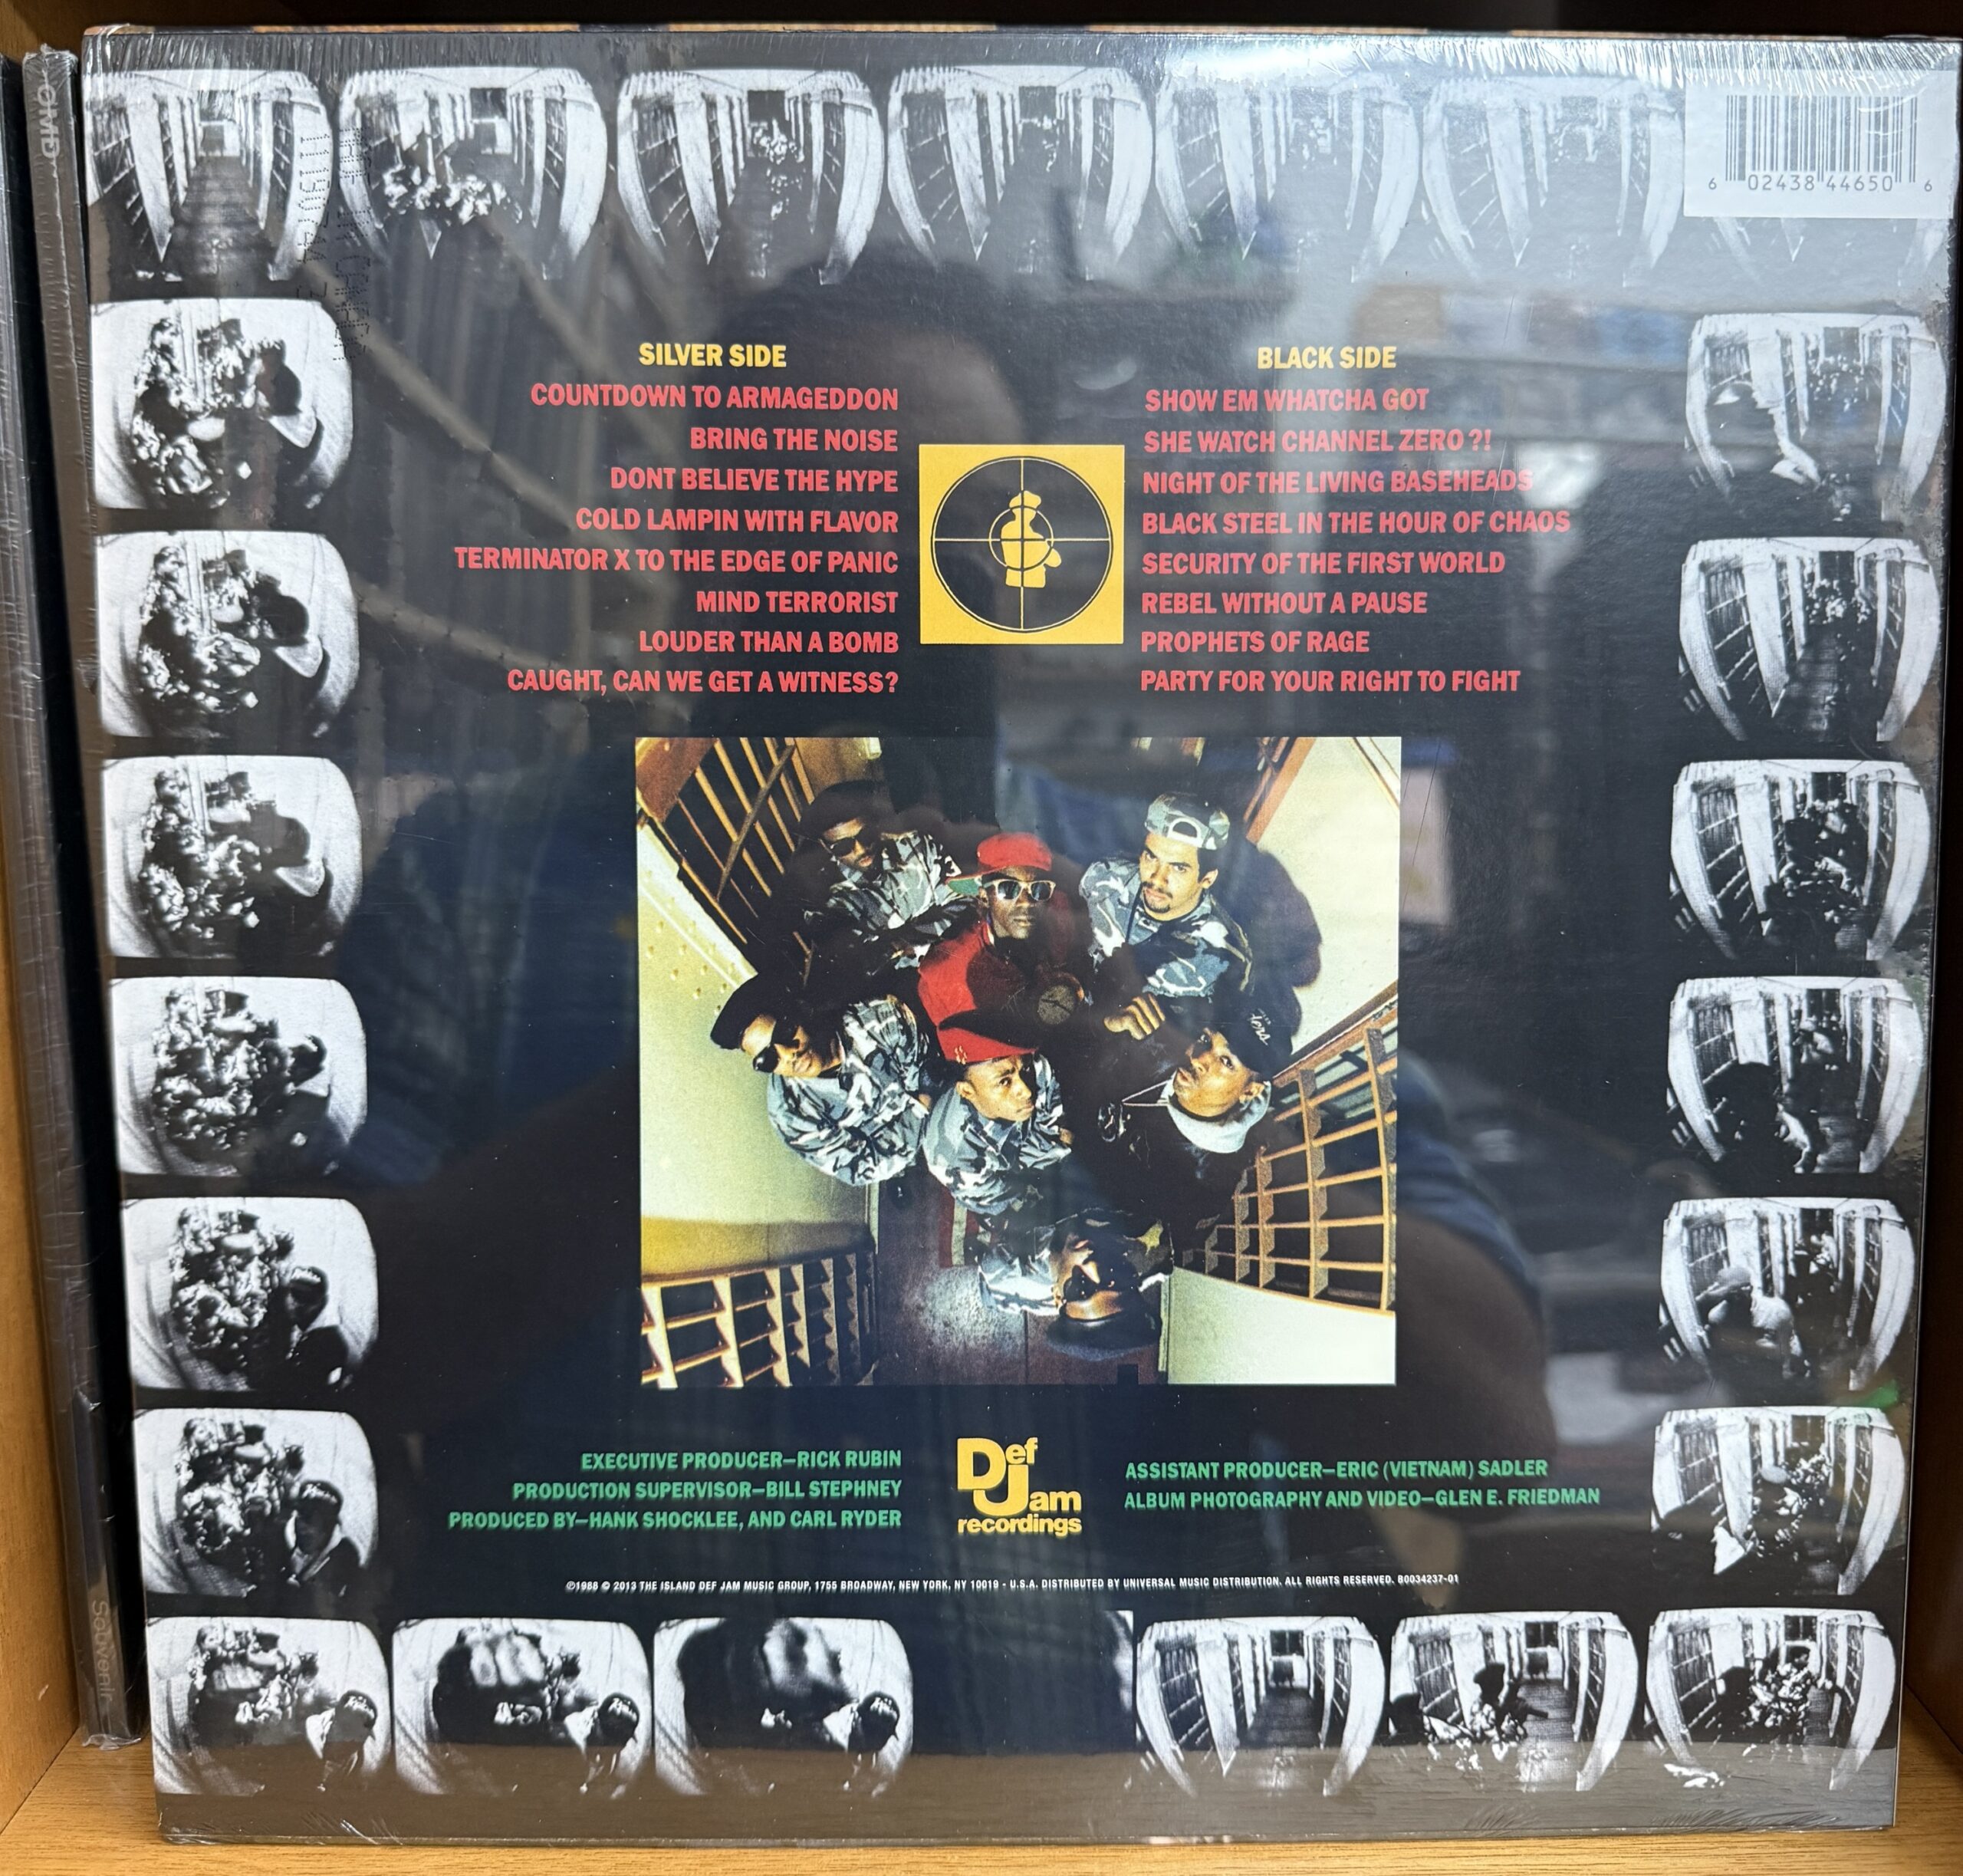 6 02438 44650 6
SILVER SIDE
COUNTDOWN TO ARMAGEDDON
BRING THE NOISE
DONT BELIEVE THE HYPE
COLD LAMPIN WITH FLAVOR
TERMINATOR X TO THE EDGE OF PANIC
MIND TERRORIST
LOUDER THAN A BOMB
CAUGHT, CAN WE GET A WITNESS?
BLACK SIDE
SHOW EM WHATCHA GOT
SHE WATCH CHANNEL ZERO ?!
NIGHT OF THE LIVING BASEHEADS
BLACK STEEL IN THE HOUR OF CHAOS
SECURITY OF THE FIRST WORLD
REBEL WITHOUT A PAUSE
PROPHETS OF RAGE
PARTY FOR YOUR RIGHT TO FIGHT
EXECUTIVE PRODUCER—RICK RUBIN
PRODUCTION SUPERVISOR—BILL STEPHNEY
PRODUCED BY—HANK SHOCKLEE, AND CARL RYDER
Def
Jam
recordings
ASSISTANT PRODUCER—ERIC (VIETNAM) SADLER
ALBUM PHOTOGRAPHY AND VIDEO—GLEN E. FRIEDMAN
℗1988 © 2013 THE ISLAND DEF JAM MUSIC GROUP, 1755 BROADWAY, NEW YORK, NY 10019 - U.S.A. DISTRIBUTED BY UNIVERSAL MUSIC DISTRIBUTION. ALL RIGHTS RESERVED. B0034237-01
Souvenir